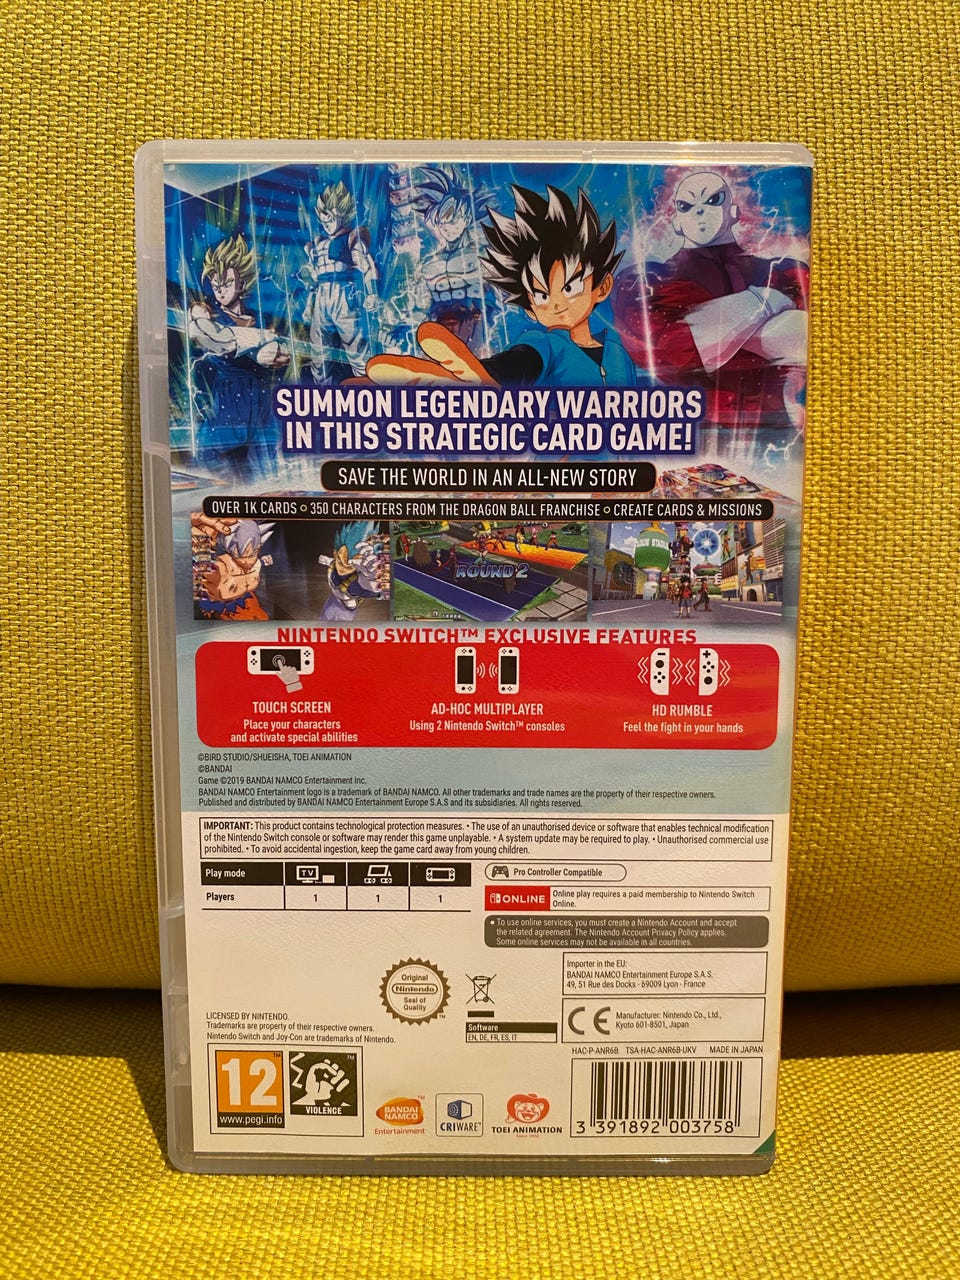 SUMMON LEGENDARY WARRIORS
IN THIS STRATEGIC CARD GAME!
SAVE THE WORLD IN AN ALL-NEW STORY
OVER 1K CARDS • 350 CHARACTERS FROM THE DRAGON BALL FRANCHISE • CREATE CARDS & MISSIONS
ROUND 2
NINTENDO SWITCH™ EXCLUSIVE FEATURES
TOUCH SCREEN
Place your characters
and activate special abilities
AD-HOC MULTIPLAYER
Using 2 Nintendo Switch™ consoles
HD RUMBLE
Feel the fight in your hands
©BIRD STUDIO/SHUEISHA, TOEI ANIMATION
©BANDAI
Game ©2019 BANDAI NAMCO Entertainment Inc.
BANDAI NAMCO Entertainment logo is a trademark of BANDAI NAMCO. All other trademarks and trade names are the property of their respective owners.
Published and distributed by BANDAI NAMCO Entertainment Europe S.A.S and its subsidiaries. All rights reserved.
IMPORTANT: This product contains technological protection measures. • The use of an unauthorised device or software that enables technical modification
of the Nintendo Switch console or software may render this game unplayable. • A system update may be required to play. • Unauthorised commercial use
prohibited. • To avoid accidental ingestion, keep the game card away from young children.
Play mode
TV
Players
1
1
1
Pro Controller Compatible
ONLINE
Online play requires a paid membership to Nintendo Switch
Online.
• To use online services, you must create a Nintendo Account and accept
the related agreement. The Nintendo Account Privacy Policy applies.
Some online services may not be available in all countries.
Original
Nintendo
Seal of
Quality
™
Importer in the EU:
BANDAI NAMCO Entertainment Europe S.A.S.
49, 51 Rue des Docks - 69009 Lyon - France
CE
Manufacturer: Nintendo Co., Ltd.,
Kyoto 601-8501, Japan
LICENSED BY NINTENDO.
Trademarks are property of their respective owners.
Nintendo Switch and Joy-Con are trademarks of Nintendo.
Software
EN, DE, FR, ES, IT
HAC-P-ANR6B TSA-HAC-ANR6B-UKV MADE IN JAPAN
12
™
www.pegi.info
™
VIOLENCE
BANDAI
NAMCO
™
Entertainment
CRIWARE™
TOEI ANIMATION
Since 1956
3 391892 003758